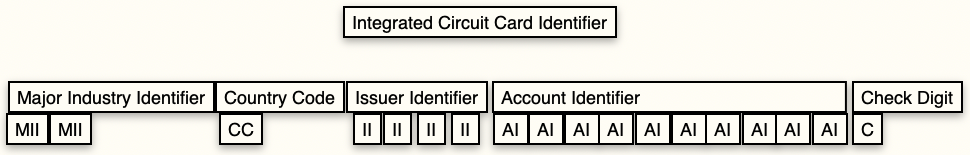 Integrated Circuit Card Identifier
Major Industry Identifier Country Code Issuer Identifier Account Identifier Check Digit
MII MII CC II II II II AI AI AI AI AI AI AI AI AI AI C